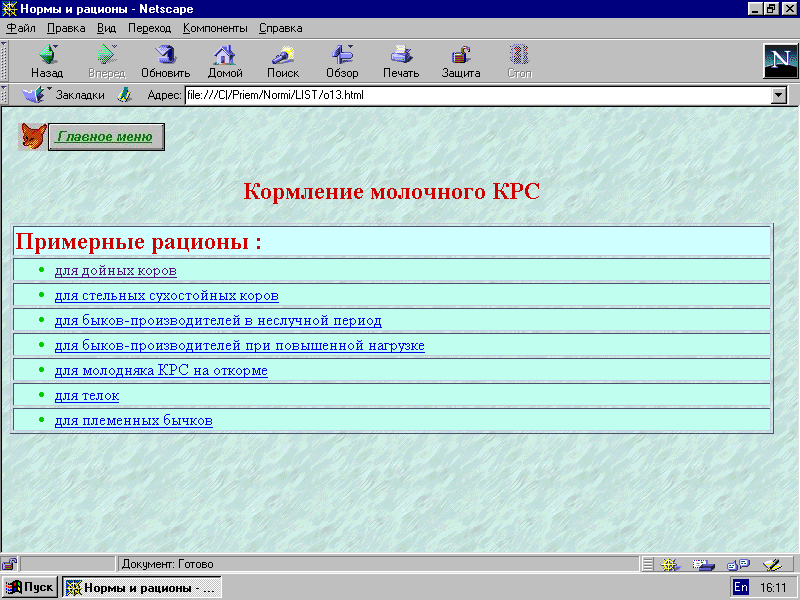 Нормы и рационы - Netscape
Файл Правка Вид Переход Компоненты Справка
Назад Вперед Обновить Домой Поиск Обзор Печать Защита Стоп
N
Закладки Адрес: file:///C|/Priem/Normi/LIST/o13.html
Главное меню
Кормление молочного КРС
Примерные рационы :
для дойных коров
для стельных сухостойных коров
для быков-производителей в неслучной период
для быков-производителей при повышенной нагрузке
для молодняка КРС на откорме
для телок
для племенных бычков
Документ: Готово
Пуск Нормы и рационы - ... En 16:11